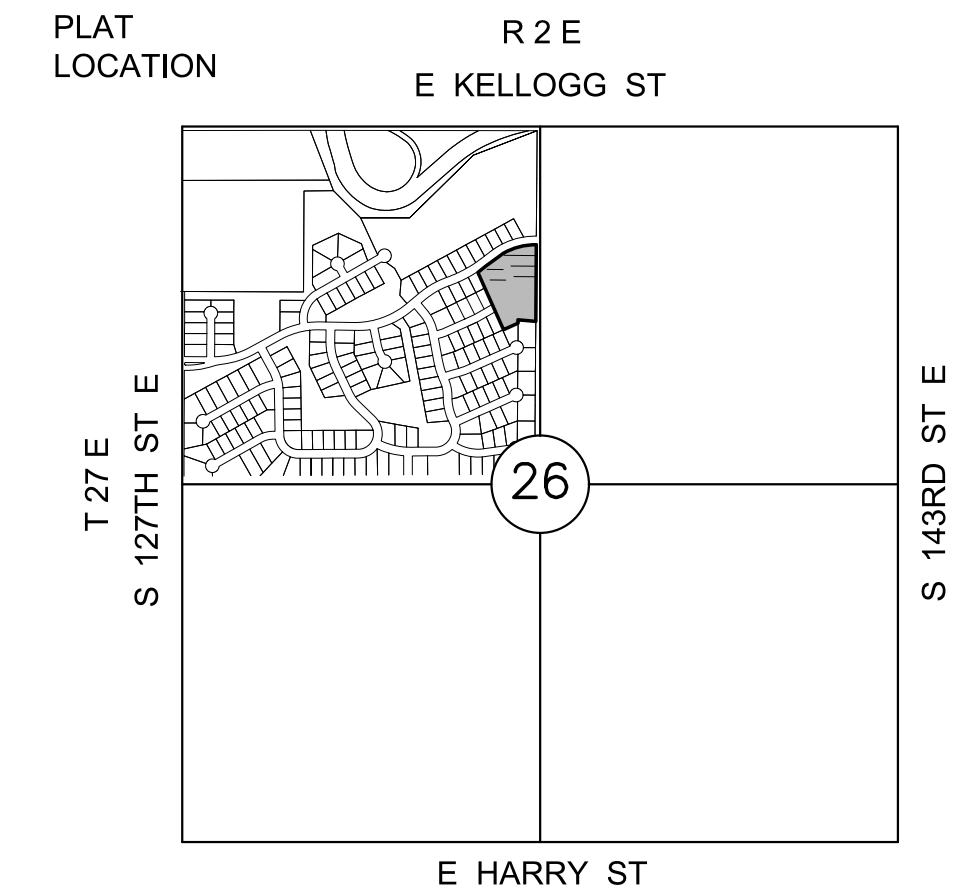 PLAT
LOCATION
R 2 E
E KELLOGG ST
T 27 E
S 127TH ST E
26
S 143RD ST E
E HARRY ST